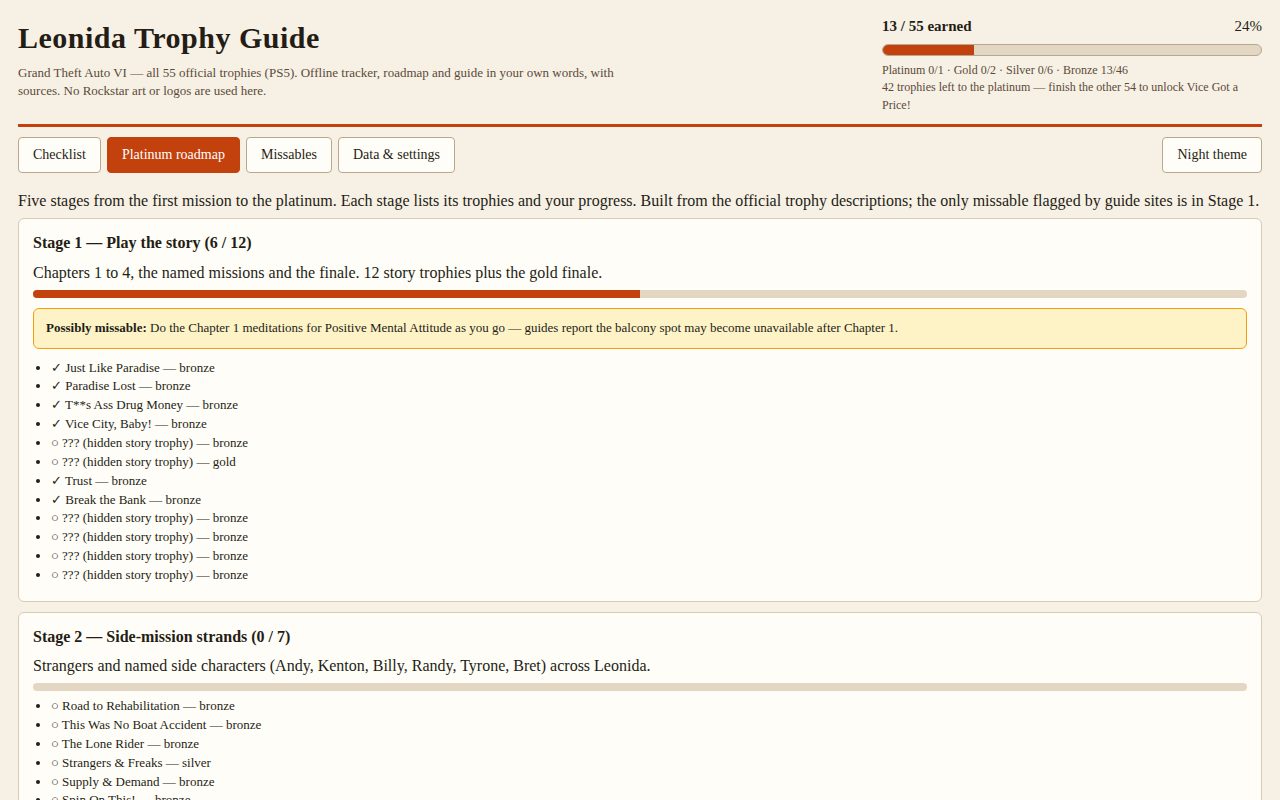 Leonida Trophy Guide
Grand Theft Auto VI — all 55 official trophies (PS5). Offline tracker, roadmap and guide in your own words, with
sources. No Rockstar art or logos are used here.
13 / 55 earned 24%
Platinum 0/1 · Gold 0/2 · Silver 0/6 · Bronze 13/46
42 trophies left to the platinum — finish the other 54 to unlock Vice Got a
Price!
Checklist Platinum roadmap Missables Data & settings Night theme
Five stages from the first mission to the platinum. Each stage lists its trophies and your progress. Built from the official trophy descriptions; the only missable flagged by guide sites is in Stage 1.
Stage 1 — Play the story (6 / 12)
Chapters 1 to 4, the named missions and the finale. 12 story trophies plus the gold finale.
Possibly missable: Do the Chapter 1 meditations for Positive Mental Attitude as you go — guides report the balcony spot may become unavailable after Chapter 1.
• ✓ Just Like Paradise — bronze
• ✓ Paradise Lost — bronze
• ✓ T**s Ass Drug Money — bronze
• ✓ Vice City, Baby! — bronze
• ○ ??? (hidden story trophy) — bronze
• ○ ??? (hidden story trophy) — gold
• ✓ Trust — bronze
• ✓ Break the Bank — bronze
• ○ ??? (hidden story trophy) — bronze
• ○ ??? (hidden story trophy) — bronze
• ○ ??? (hidden story trophy) — bronze
• ○ ??? (hidden story trophy) — bronze
Stage 2 — Side-mission strands (0 / 7)
Strangers and named side characters (Andy, Kenton, Billy, Randy, Tyrone, Bret) across Leonida.
• ○ Road to Rehabilitation — bronze
• ○ This Was No Boat Accident — bronze
• ○ The Lone Rider — bronze
• ○ Strangers & Freaks — silver
• ○ Supply & Demand — bronze
• ○ Spin On This! — bronze